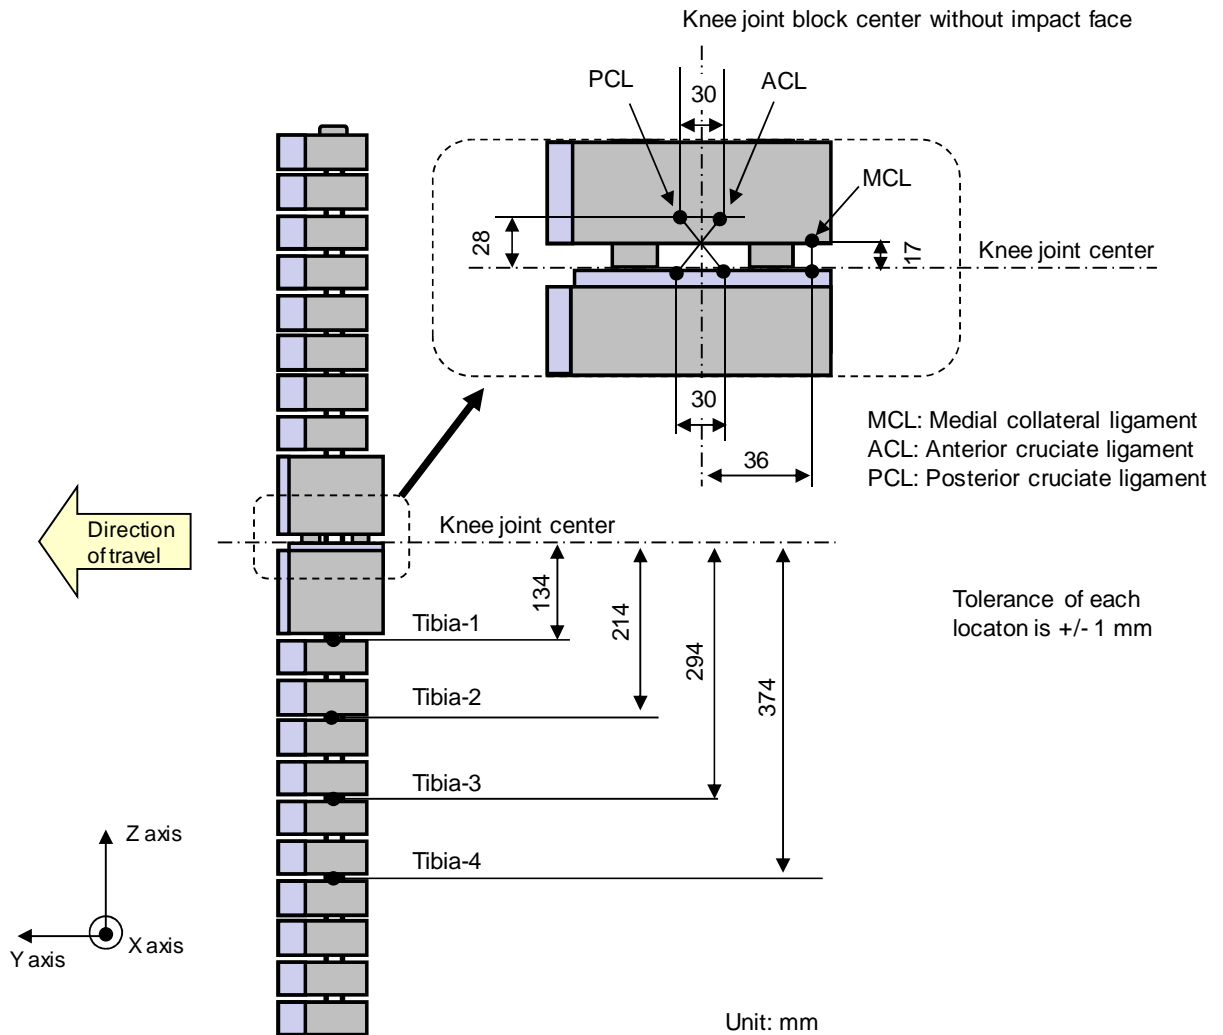 Knee joint block center without impact face
PCL
30
ACL
MCL
28
17
Knee joint center
30
36
MCL: Medial collateral ligament
ACL: Anterior cruciate ligament
PCL: Posterior cruciate ligament
Direction
of travel
Knee joint center
134
214
294
374
Tibia-1
Tibia-2
Tibia-3
Tibia-4
Tolerance of each
locaton is +/- 1 mm
Z axis
Y axis
X axis
Unit: mm